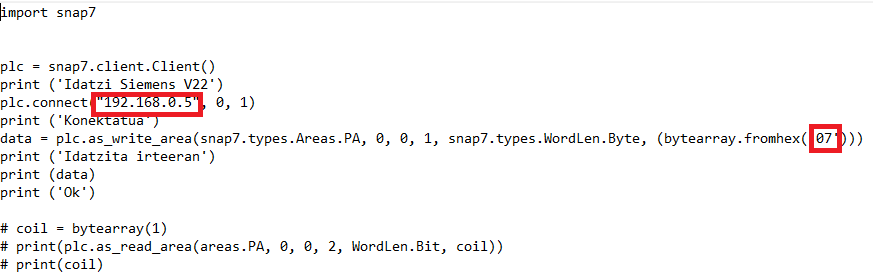 import snap7
plc = snap7.client.Client()
print ('Idatzi Siemens V22')
plc.connect("192.168.0.5", 0, 1)
print ('Konektatua')
data = plc.as_write_area(snap7.types.Areas.PA, 0, 0, 1, snap7.types.WordLen.Byte, (bytearray.fromhex('07')))
print ('Idatzita irteeran')
print (data)
print ('Ok')
# coil = bytearray(1)
# print(plc.as_read_area(areas.PA, 0, 0, 2, WordLen.Bit, coil))
# print(coil)